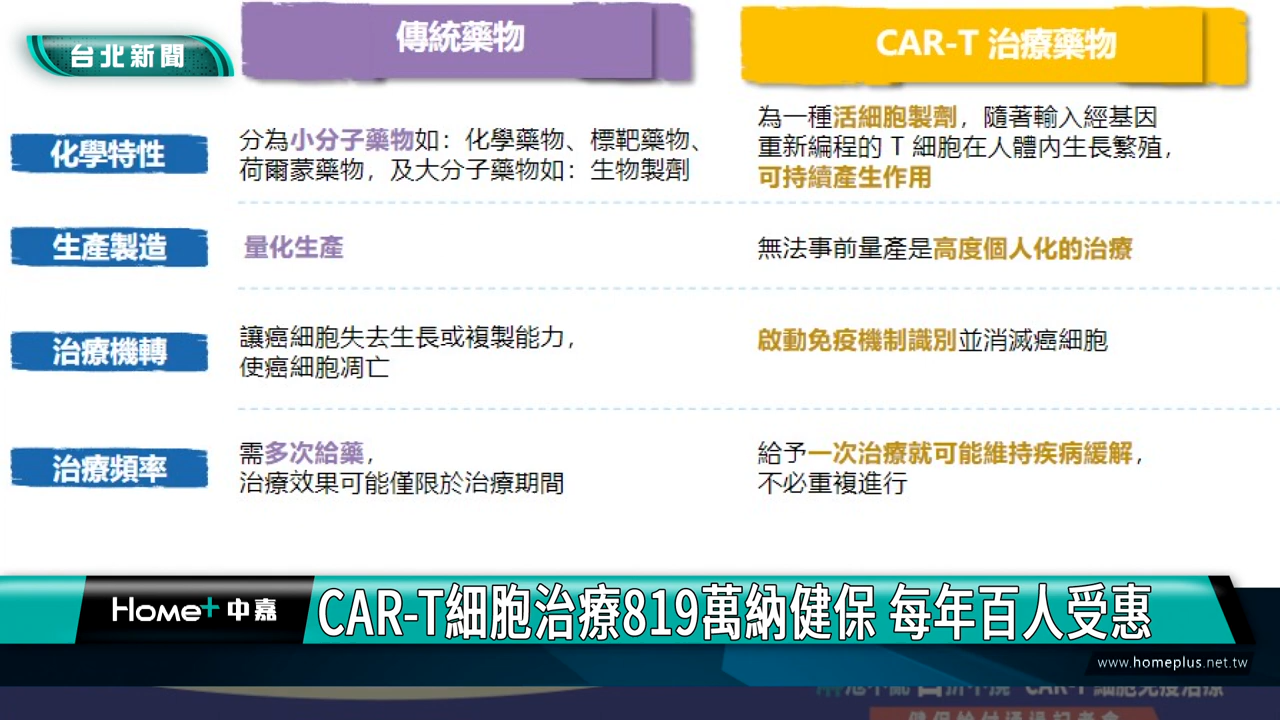 台北新聞
傳統藥物
CAR-T 治療藥物
化學特性
分為小分子藥物如：化學藥物、標靶藥物、
荷爾蒙藥物，及大分子藥物如：生物製劑
為一種活細胞製劑，隨著輸入經基因
重新編程的 T 細胞在人體內生長繁殖，
可持續產生作用
生產製造
量化生產
無法事前量產是高度個人化的治療
治療機轉
讓癌細胞失去生長或複製能力，
使癌細胞凋亡
啟動免疫機制識別並消滅癌細胞
治療頻率
需多次給藥，
治療效果可能僅限於治療期間
給予一次治療就可能維持疾病緩解，
不必重複進行
Home+中嘉
CAR-T細胞治療819萬納健保 每年百人受惠
www.homeplus.net.tw
CAR-T 細胞免疫治療